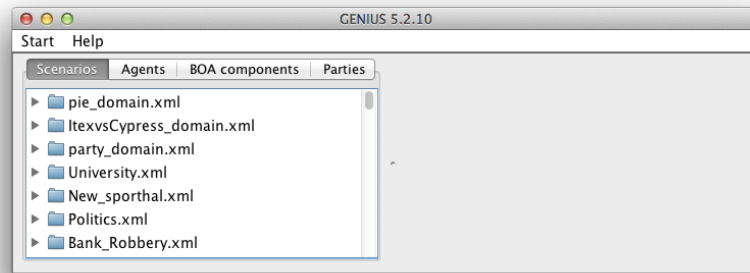 GENIUS 5.2.10
Start Help
Scenarios Agents BOA components Parties
pie_domain.xml
ItexvsCypress_domain.xml
party_domain.xml
University.xml
New_sporthal.xml
Politics.xml
Bank_Robbery.xml